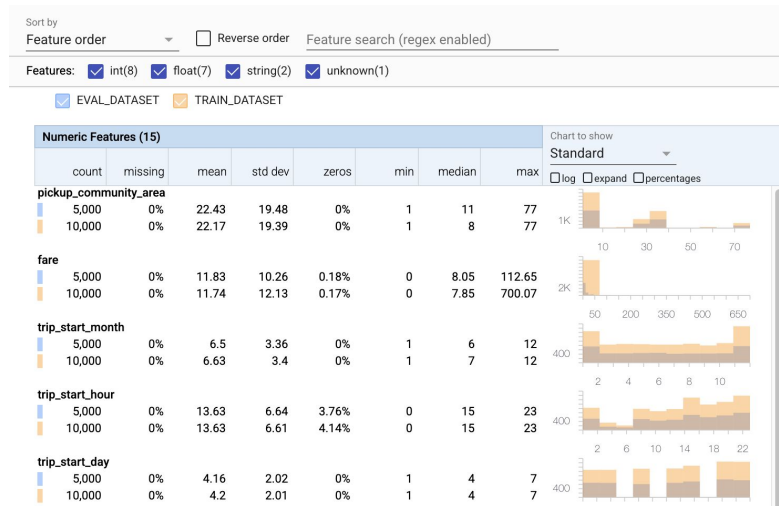 Sort by
Feature order
Reverse order
Feature search (regex enabled)
Features: int(8) float(7) string(2) unknown(1)
EVAL_DATASET TRAIN_DATASET
Numeric Features (15)
Chart to show
Standard
count missing mean std dev zeros min median max
log expand percentages
pickup_community_area
5,000 0% 22.43 19.48 0% 1 11 77
10,000 0% 22.17 19.39 0% 1 8 77
1K
10 30 50 70
fare
5,000 0% 11.83 10.26 0.18% 0 8.05 112.65
10,000 0% 11.74 12.13 0.17% 0 7.85 700.07
2K
50 200 350 500 650
trip_start_month
5,000 0% 6.5 3.36 0% 1 6 12
10,000 0% 6.63 3.4 0% 1 7 12
400
2 4 6 8 10
trip_start_hour
5,000 0% 13.63 6.64 3.76% 0 15 23
10,000 0% 13.63 6.61 4.14% 0 15 23
400
2 6 10 14 18 22
trip_start_day
5,000 0% 4.16 2.02 0% 1 4 7
10,000 0% 4.2 2.01 0% 1 4 7
400